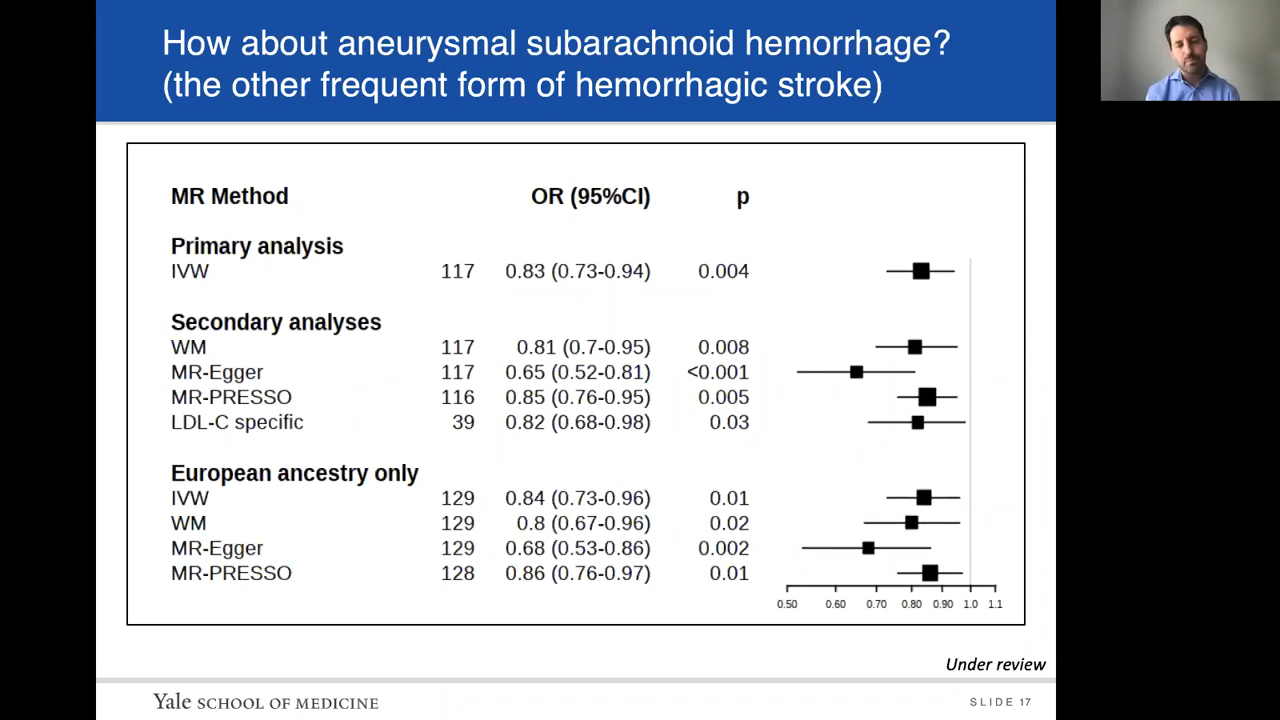 How about aneurysmal subarachnoid hemorrhage?
(the other frequent form of hemorrhagic stroke)
MR Method OR (95%CI) p
Primary analysis
IVW 117 0.83 (0.73-0.94) 0.004
Secondary analyses
WM 117 0.81 (0.7-0.95) 0.008
MR-Egger 117 0.65 (0.52-0.81) <0.001
MR-PRESSO 116 0.85 (0.76-0.95) 0.005
LDL-C specific 39 0.82 (0.68-0.98) 0.03
European ancestry only
IVW 129 0.84 (0.73-0.96) 0.01
WM 129 0.8 (0.67-0.96) 0.02
MR-Egger 129 0.68 (0.53-0.86) 0.002
MR-PRESSO 128 0.86 (0.76-0.97) 0.01
0.50 0.60 0.70 0.80 0.90 1.0 1.1
Under review
Yale SCHOOL OF MEDICINE
SLIDE 17